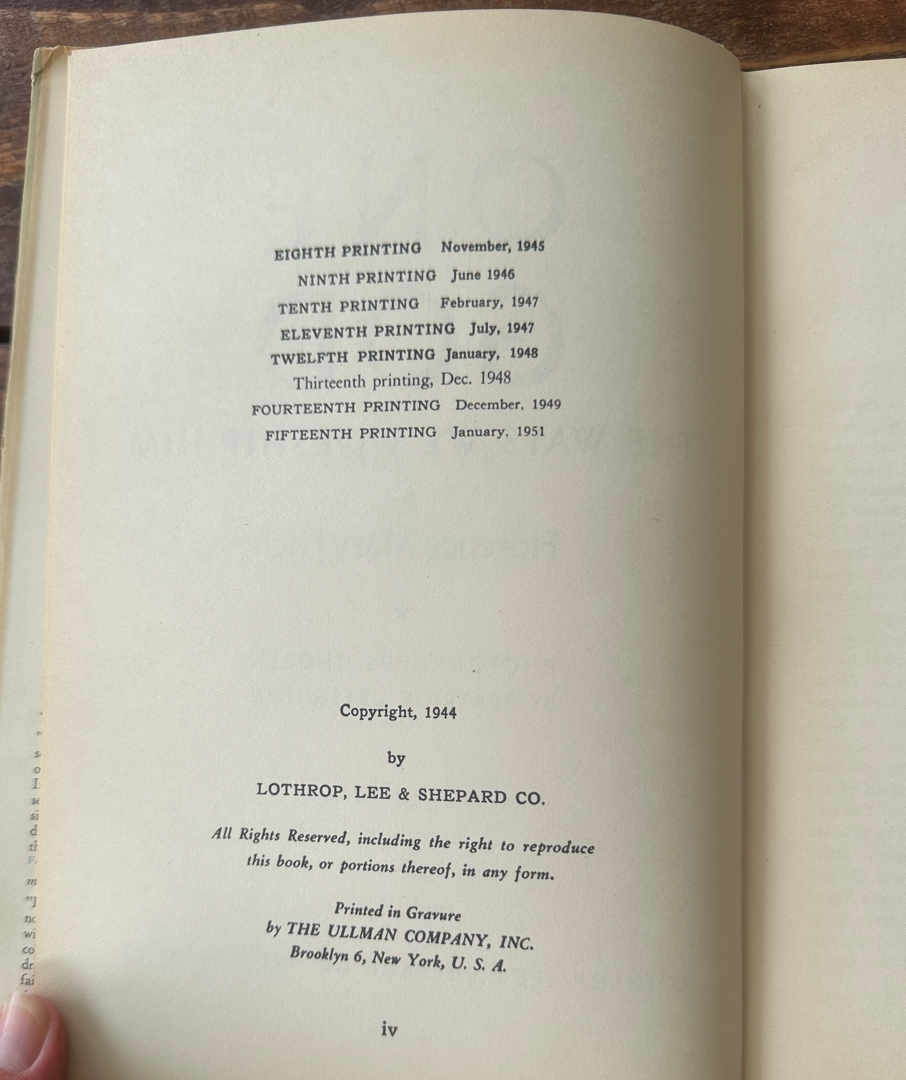 EIGHTH PRINTING November, 1945
NINTH PRINTING June 1946
TENTH PRINTING February, 1947
ELEVENTH PRINTING July, 1947
TWELFTH PRINTING January, 1948
Thirteenth printing, Dec. 1948
FOURTEENTH PRINTING December, 1949
FIFTEENTH PRINTING January, 1951
Copyright, 1944
by
LOTHROP, LEE & SHEPARD CO.
All Rights Reserved, including the right to reproduce
this book, or portions thereof, in any form.
Printed in Gravure
by THE ULLMAN COMPANY, INC.
Brooklyn 6, New York, U. S. A.
iv